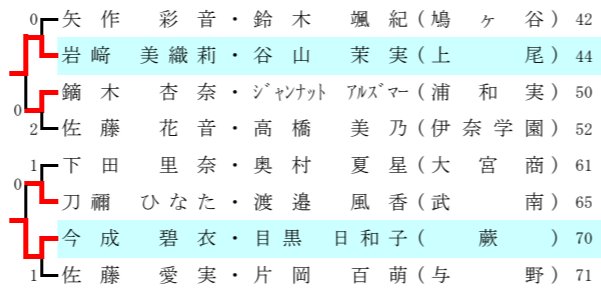 0 矢作 彩音・鈴木 颯紀(鳩ヶ谷) 42
岩﨑 美織莉・谷山 茉実(上尾) 44
鏑木 杏奈・ジャンナット アルズマー(浦和実) 50
0
2 佐藤 花音・高橋 美乃(伊奈学園) 52
1 下田 里奈・奥村 夏星(大宮商) 61
0
刀禰 ひなた・渡邉 風香(武南) 65
今成 碧衣・目黒 日和子(蕨) 70
1 佐藤 愛実・片岡 百萌(与野) 71